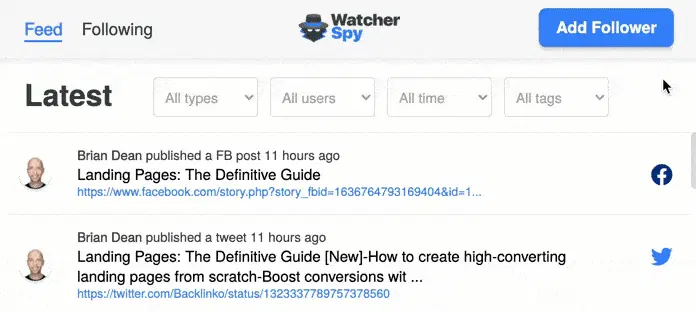 Feed Following Watcher Spy Add Follower
Latest All types All users All time All tags
Brian Dean published a FB post 11 hours ago
Landing Pages: The Definitive Guide
https://www.facebook.com/story.php?story_fbid=1636764793169404&id=1...
Brian Dean published a tweet 11 hours ago
Landing Pages: The Definitive Guide [New]-How to create high-converting
landing pages from scratch-Boost conversions wit ...
https://twitter.com/Backlinko/status/1323337789757378560